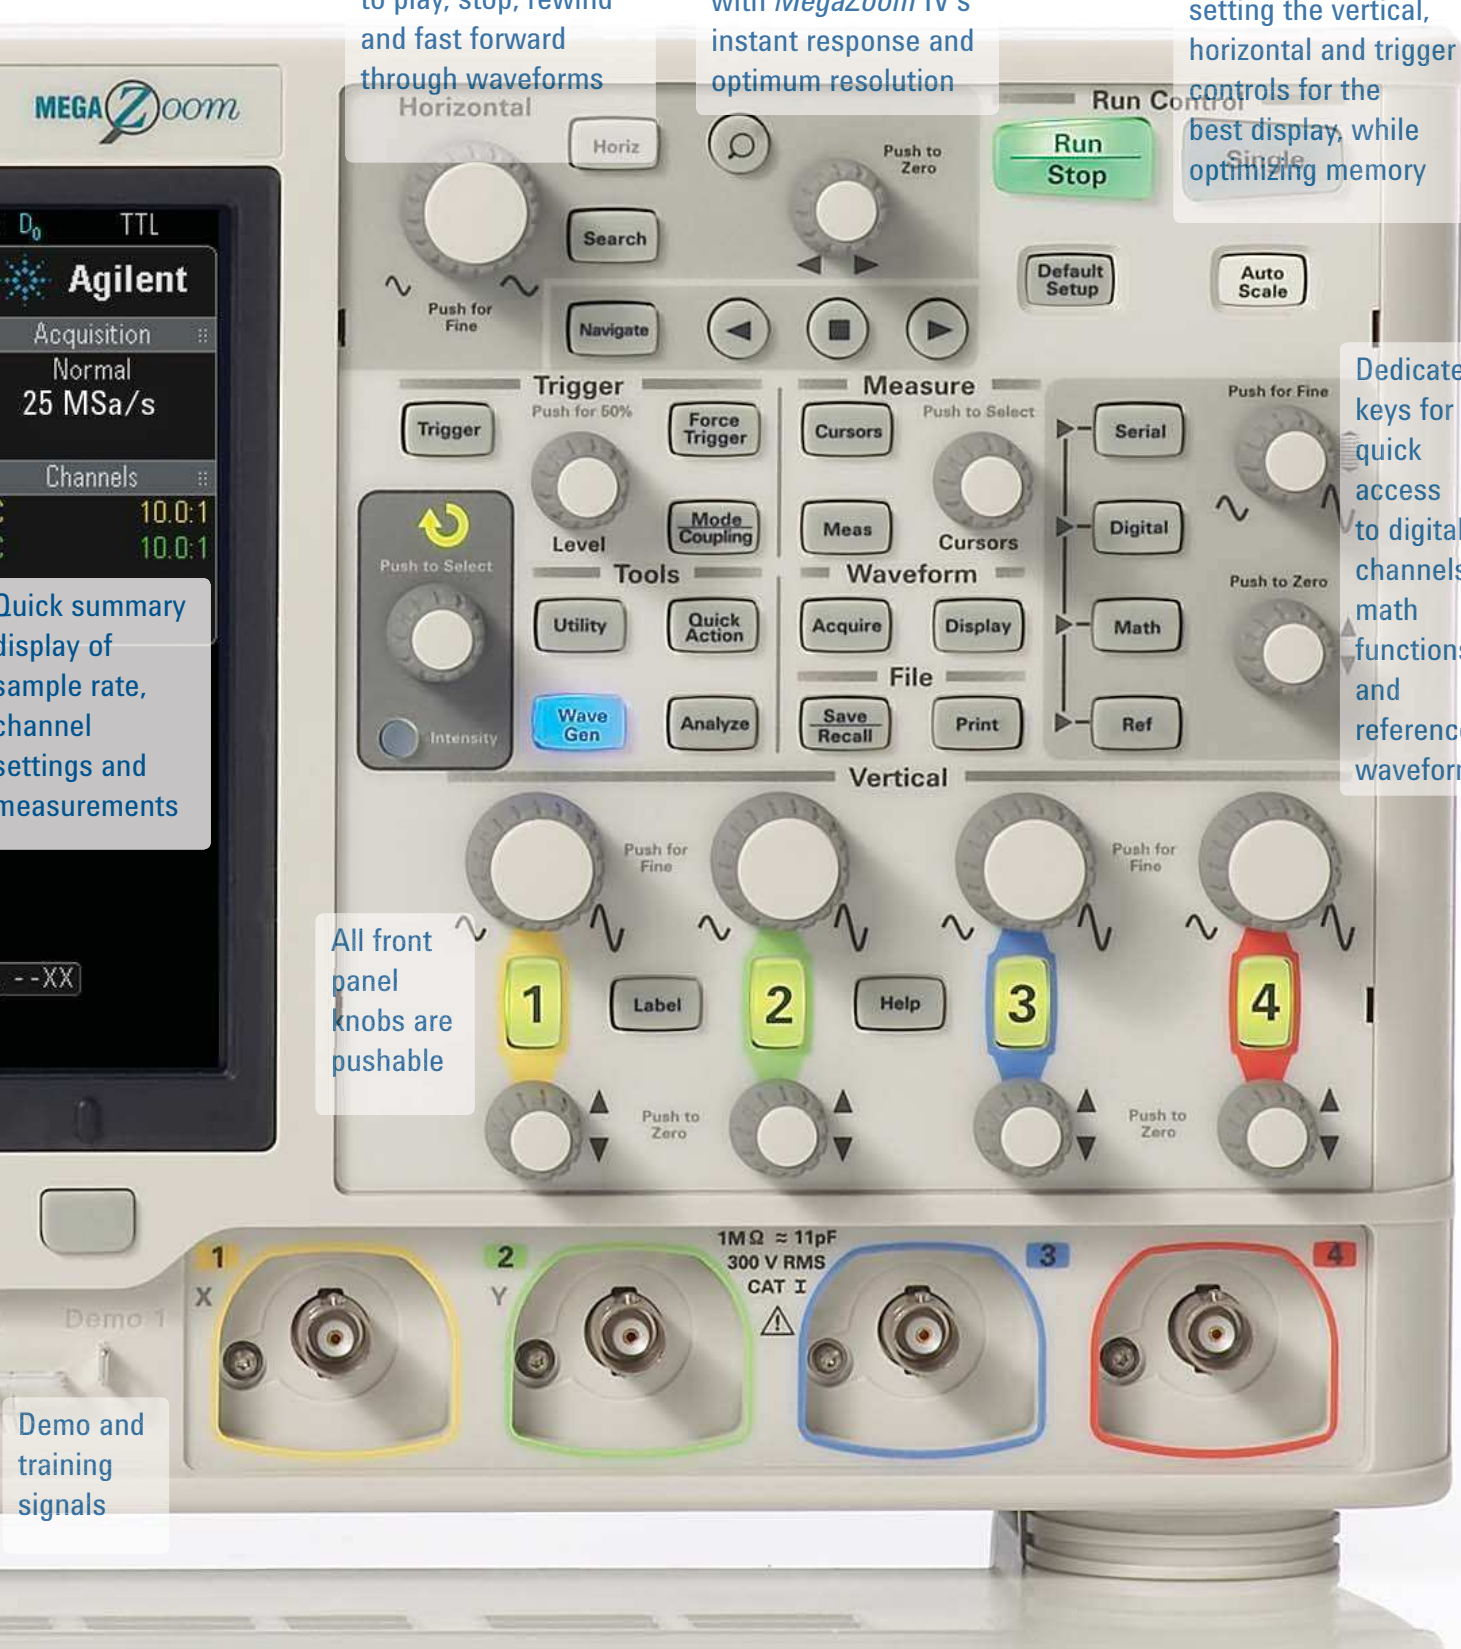 to play, stop, rewind
and fast forward
through waveforms
with MegaZoom IV's
instant response and
optimum resolution
setting the vertical,
horizontal and trigger
controls for the
best display, while
optimizing memory
MEGA Zoom
D0 TTL
Agilent
Acquisition
Normal
25 MSa/s
Channels
C 10.0:1
C 10.0:1
Quick summary
display of
sample rate,
channel
settings and
measurements
--XX
Horizontal
Horiz
Search
Navigate
Push for
Fine
Push to
Zero
Run Control
Run
Stop
Single
Default
Setup
Auto
Scale
Trigger
Push for 50%
Trigger
Force
Trigger
Mode
Coupling
Level
Measure
Push to Select
Cursors
Meas
Cursors
Push to Select
Intensity
Tools
Utility
Quick
Action
Wave
Gen
Analyze
Waveform
Acquire
Display
File
Save
Recall
Print
Serial
Digital
Math
Ref
Push for Fine
Push to Zero
Dedicate
keys for
quick
access
to digital
channels
math
functions
and
reference
waveform
Vertical
Push for
Fine
Push for
Fine
All front
panel
knobs are
pushable
1
Label
2
Help
3
4
Push to
Zero
Push to
Zero
1
X
2
Y
1MΩ ≈ 11pF
300 V RMS
CAT I
3
4
Demo 1
Demo and
training
signals